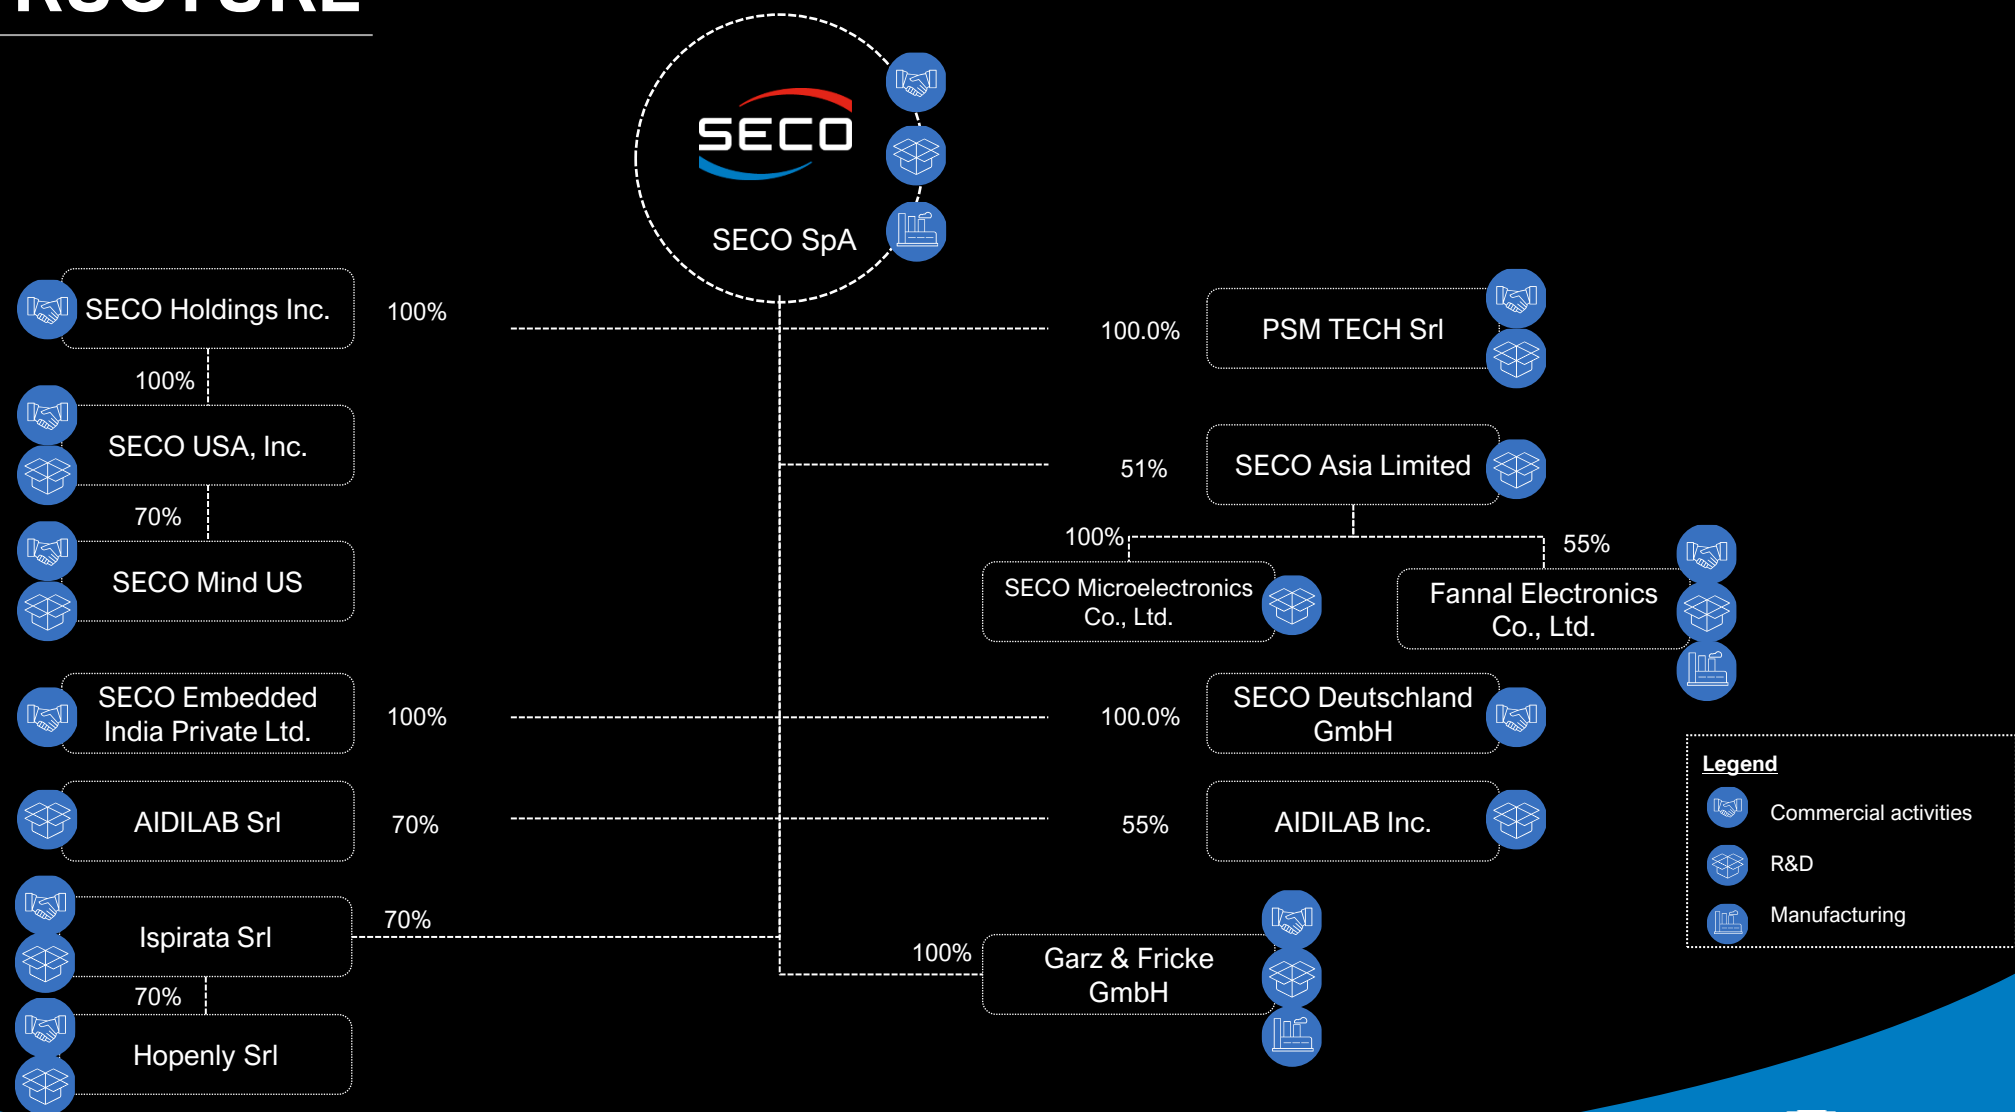 RUCTURE
SECO
SECO SpA
SECO Holdings Inc.
100%
100.0%
PSM TECH Srl
100%
SECO USA, Inc.
51%
SECO Asia Limited
70%
100%
55%
SECO Mind US
SECO Microelectronics
Co., Ltd.
Fannal Electronics
Co., Ltd.
SECO Embedded
India Private Ltd.
100%
100.0%
SECO Deutschland
GmbH
AIDILAB Srl
70%
55%
AIDILAB Inc.
Legend
Commercial activities
R&D
Manufacturing
Ispirata Srl
70%
100%
Garz & Fricke
GmbH
70%
Hopenly Srl